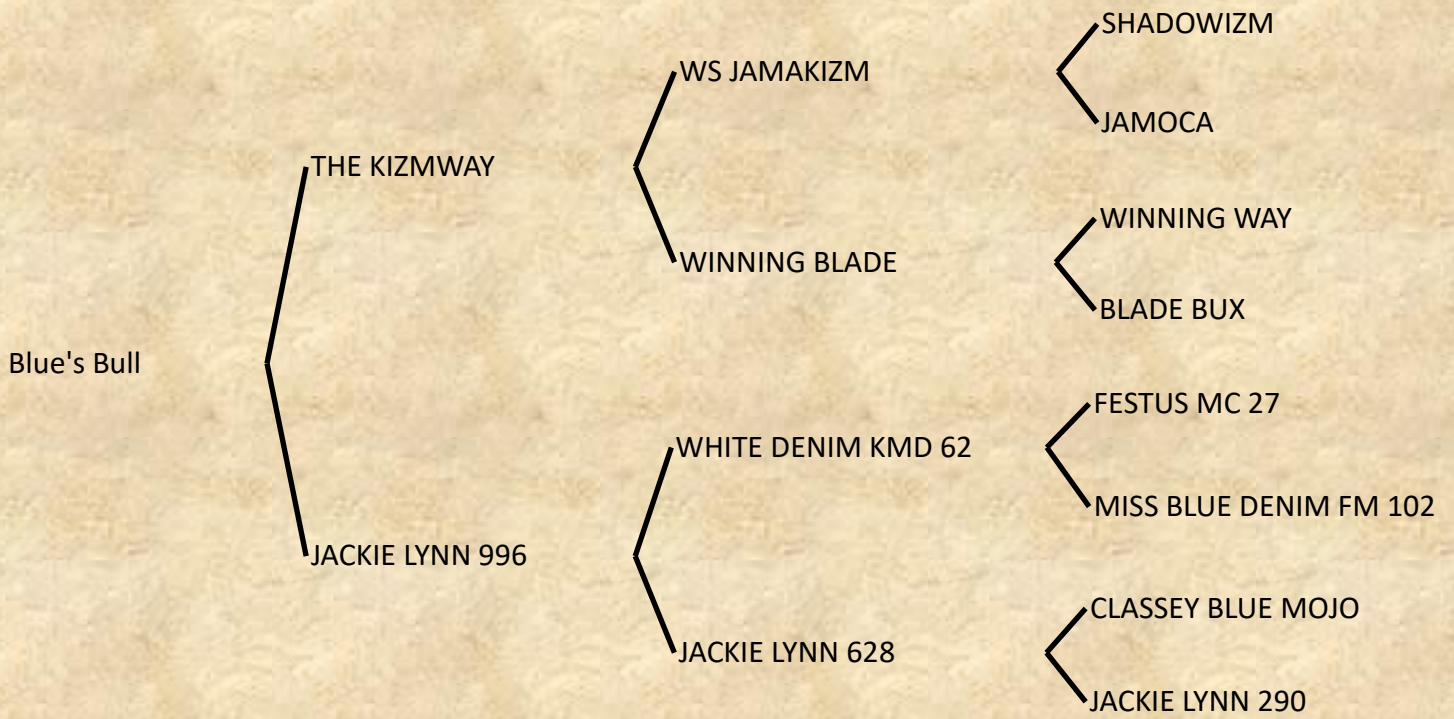 SHADOWIZM
WS JAMAKIZM
JAMOCA
THE KIZMWAY
WINNING WAY
WINNING BLADE
BLADE BUX
Blue's Bull
FESTUS MC 27
WHITE DENIM KMD 62
MISS BLUE DENIM FM 102
JACKIE LYNN 996
CLASSEY BLUE MOJO
JACKIE LYNN 628
JACKIE LYNN 290